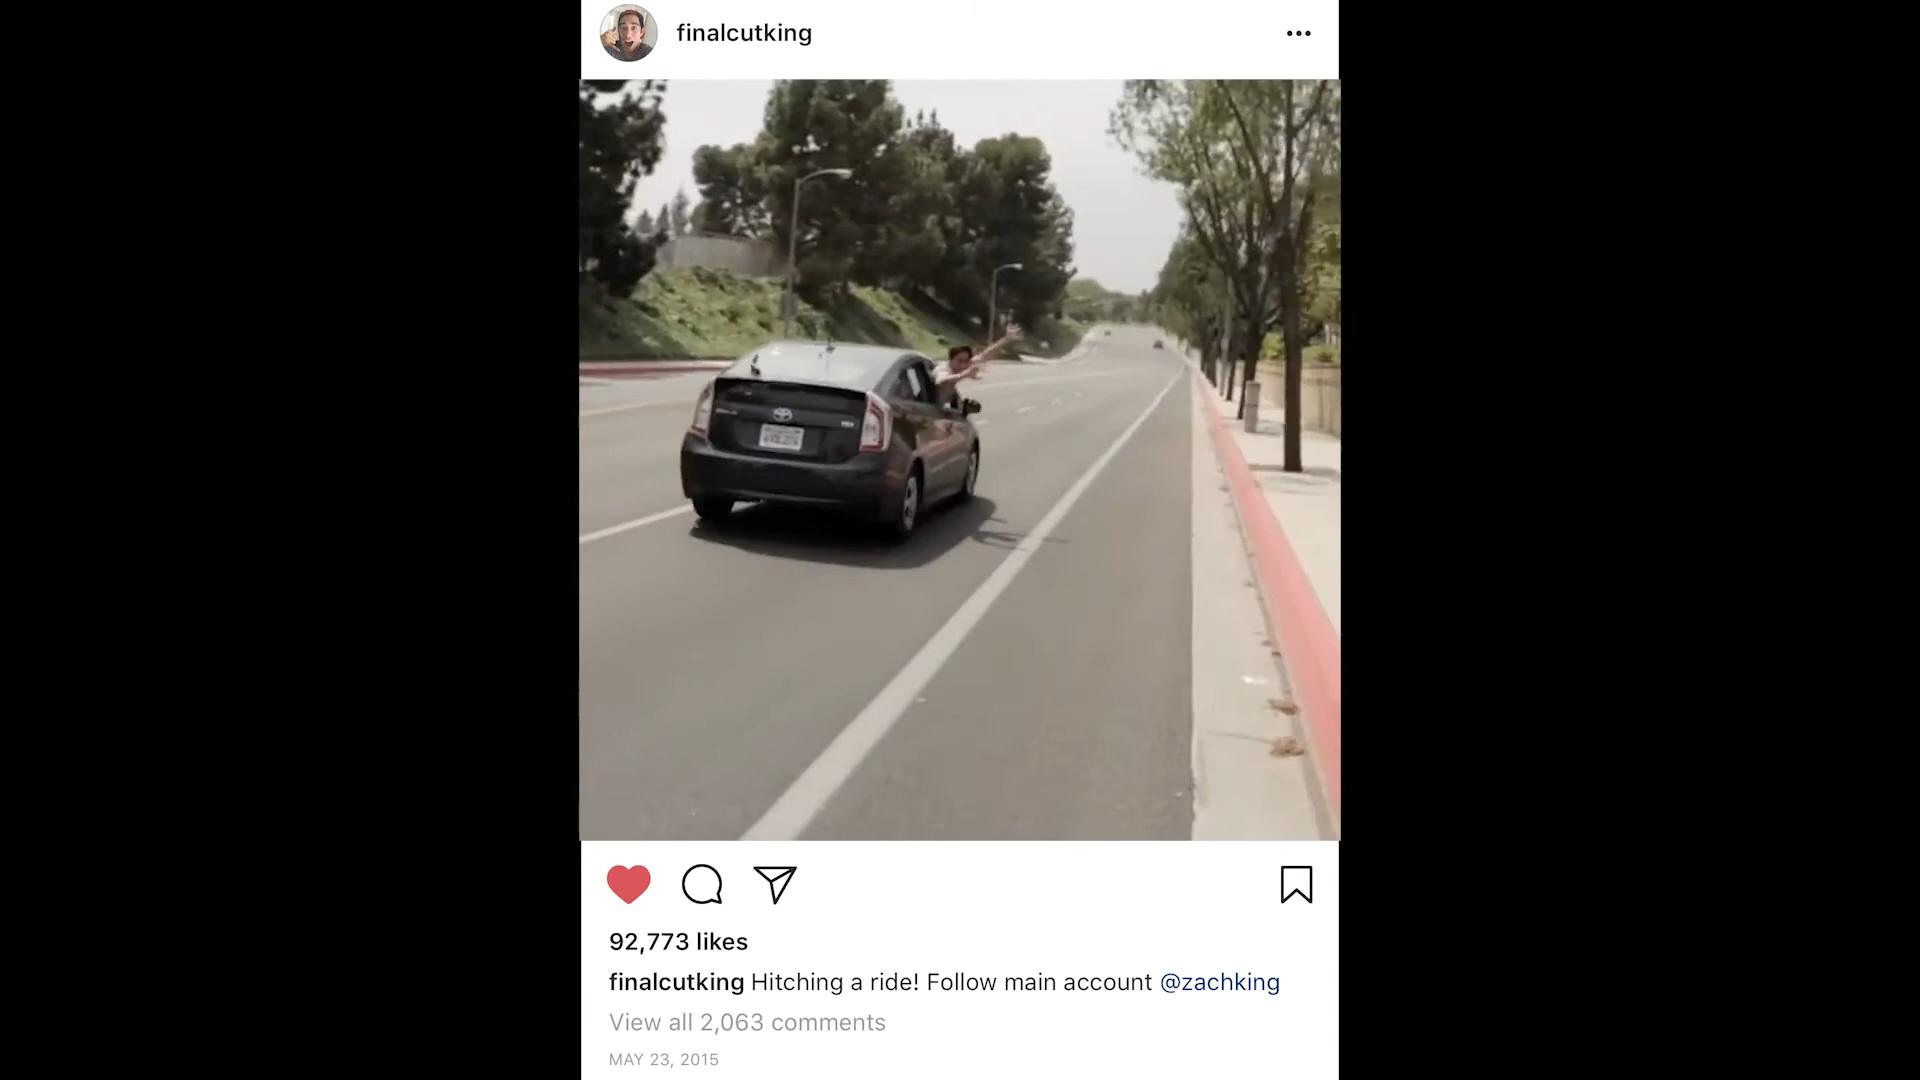 finalcutking
92,773 likes
finalcutking Hitching a ride! Follow main account @zachking
View all 2,063 comments
MAY 23, 2015